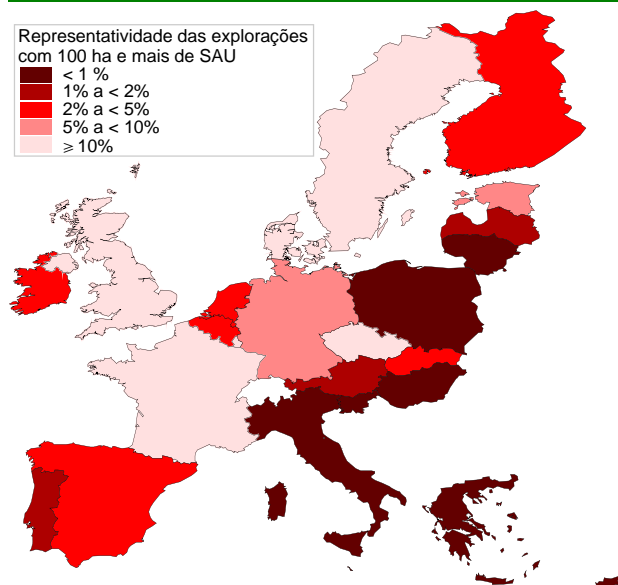 Representatividade das explorações
com 100 ha e mais de SAU
< 1 %
1% a < 2%
2% a < 5%
5% a < 10%
⩾ 10%